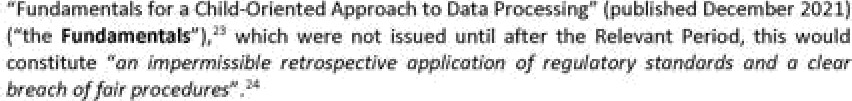 "Fundamentals for a Child-Oriented Approach to Data Processing" (published December 2021)
("the Fundamentals"),²³ which were not issued until after the Relevant Period, this would
constitute "an impermissible retrospective application of regulatory standards and a clear
breach of fair procedures".²⁴